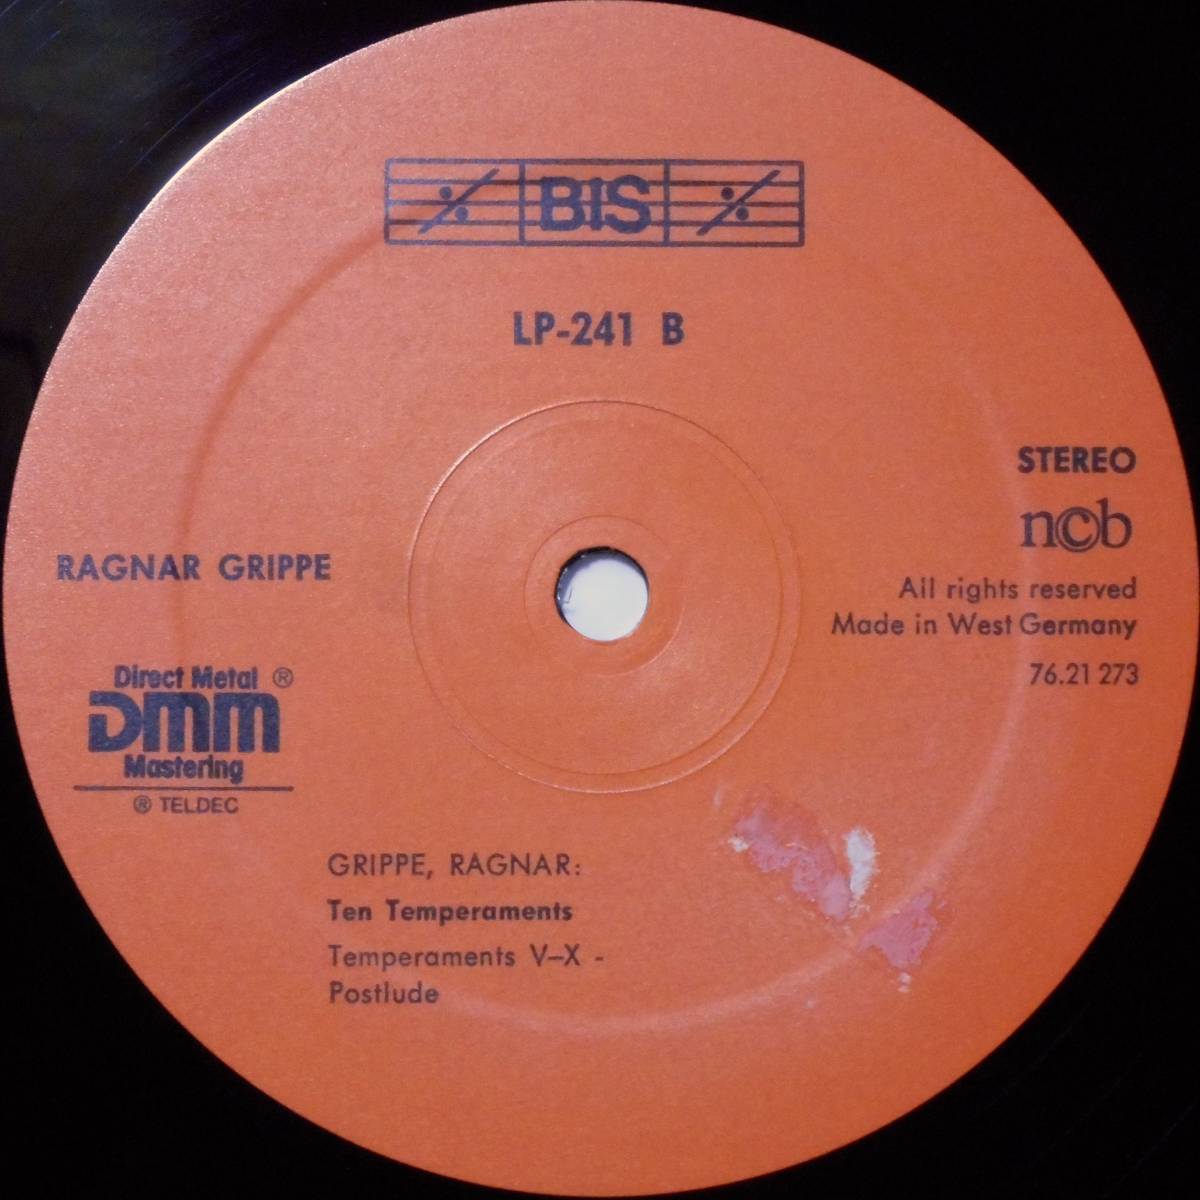 BIS
LP-241 B
STEREO
n©b
RAGNAR GRIPPE
All rights reserved
Made in West Germany
76.21 273
Direct Metal ®
DMM
Mastering
® TELDEC
GRIPPE, RAGNAR:
Ten Temperaments
Temperaments V–X -
Postlude